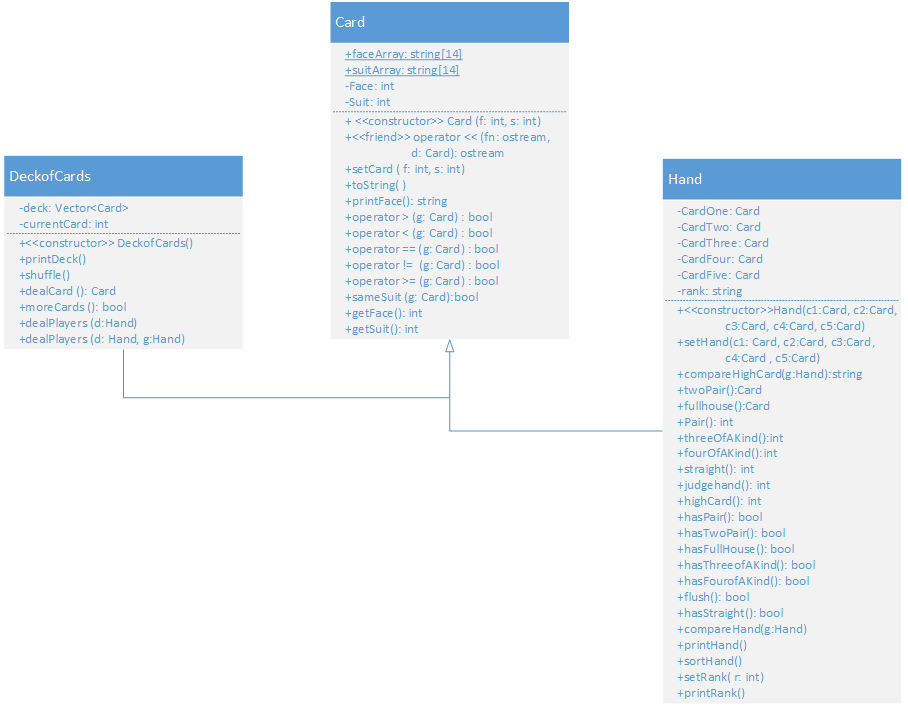 Card
+faceArray: string[14]
+suitArray: string[14]
-Face: int
-Suit: int
+ <<constructor>> Card (f: int, s: int)
+<<friend>> operator << (fn: ostream,
d: Card): ostream
+setCard ( f: int, s: int)
+toString( )
+printFace(): string
+operator > (g: Card) : bool
+operator < (g: Card) : bool
+operator == (g: Card ) : bool
+operator != (g: Card) : bool
+operator >= (g: Card) : bool
+sameSuit (g: Card):bool
+getFace(): int
+getSuit(): int
DeckofCards
-deck: Vector<Card>
-currentCard: int
+<<constructor>> DeckofCards()
+printDeck()
+shuffle()
+dealCard (): Card
+moreCards (): bool
+dealPlayers (d:Hand)
+dealPlayers (d: Hand, g:Hand)
Hand
-CardOne: Card
-CardTwo: Card
-CardThree: Card
-CardFour: Card
-CardFive: Card
-rank: string
+<<constructor>>Hand(c1:Card, c2:Card,
c3:Card, c4:Card, c5:Card)
+setHand(c1: Card, c2:Card, c3:Card,
c4:Card , c5:Card)
+compareHighCard(g:Hand):string
+twoPair():Card
+fullhouse():Card
+Pair(): int
+threeOfAKind():int
+fourOfAKind():int
+straight(): int
+judgehand(): int
+highCard(): int
+hasPair(): bool
+hasTwoPair(): bool
+hasFullHouse(): bool
+hasThreeofAKind(): bool
+hasFourofAKind(): bool
+flush(): bool
+hasStraight(): bool
+compareHand(g:Hand)
+printHand()
+sortHand()
+setRank( r: int)
+printRank()